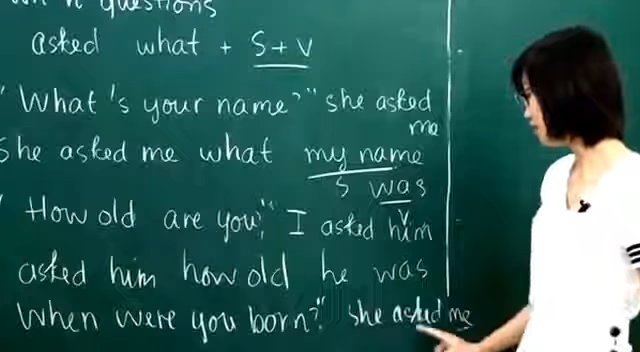 questions
asked what + S + V
"What's your name?" she asked
me
She asked me what my name
S was
" How old are you?" I asked him
V
asked him how old he was
When were you born?" she asked me